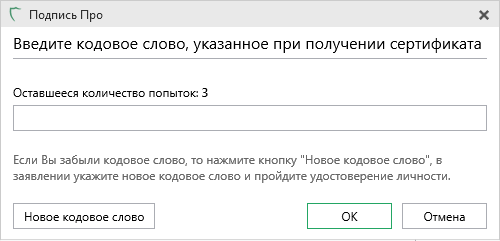 Подпись Про
Введите кодовое слово, указанное при получении сертификата
Оставшееся количество попыток: 3
Если Вы забыли кодовое слово, то нажмите кнопку "Новое кодовое слово", в
заявлении укажите новое кодовое слово и пройдите удостоверение личности.
Новое кодовое слово
ОК
Отмена